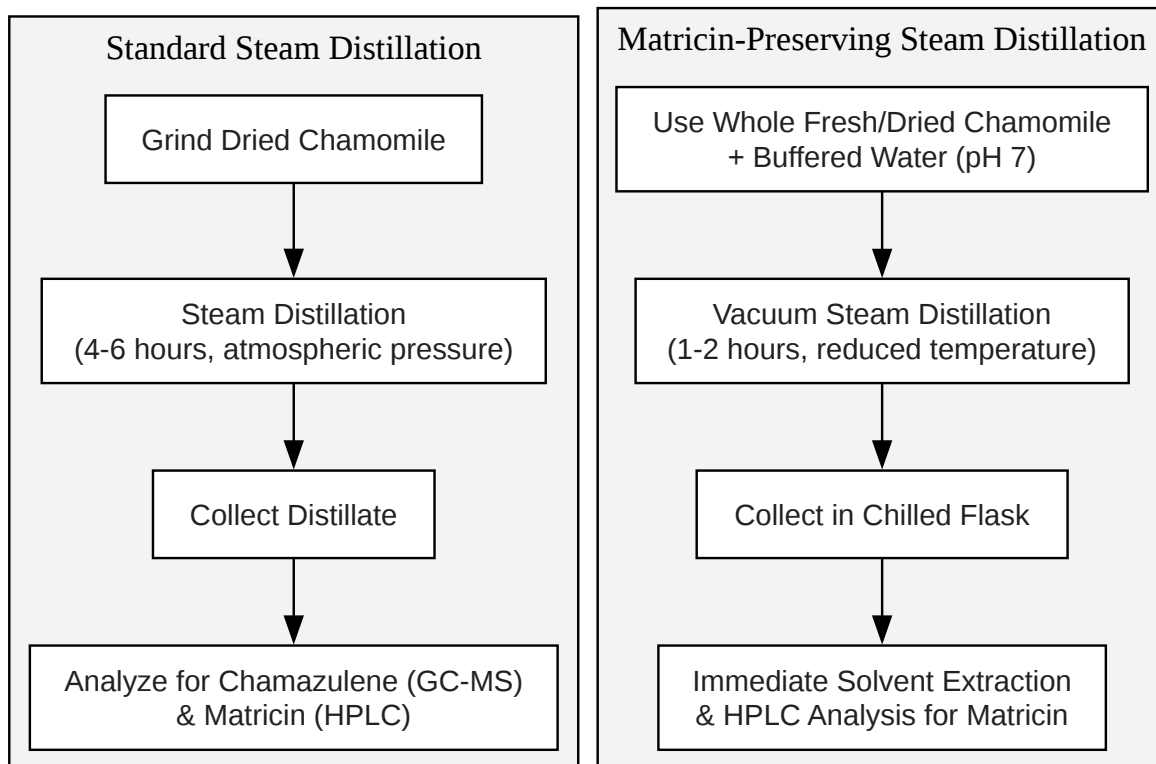 Standard Steam Distillation
Grind Dried Chamomile
Steam Distillation
(4-6 hours, atmospheric pressure)
Collect Distillate
Analyze for Chamazulene (GC-MS)
& Matricin (HPLC)
Matricin-Preserving Steam Distillation
Use Whole Fresh/Dried Chamomile
+ Buffered Water (pH 7)
Vacuum Steam Distillation
(1-2 hours, reduced temperature)
Collect in Chilled Flask
Immediate Solvent Extraction
& HPLC Analysis for Matricin